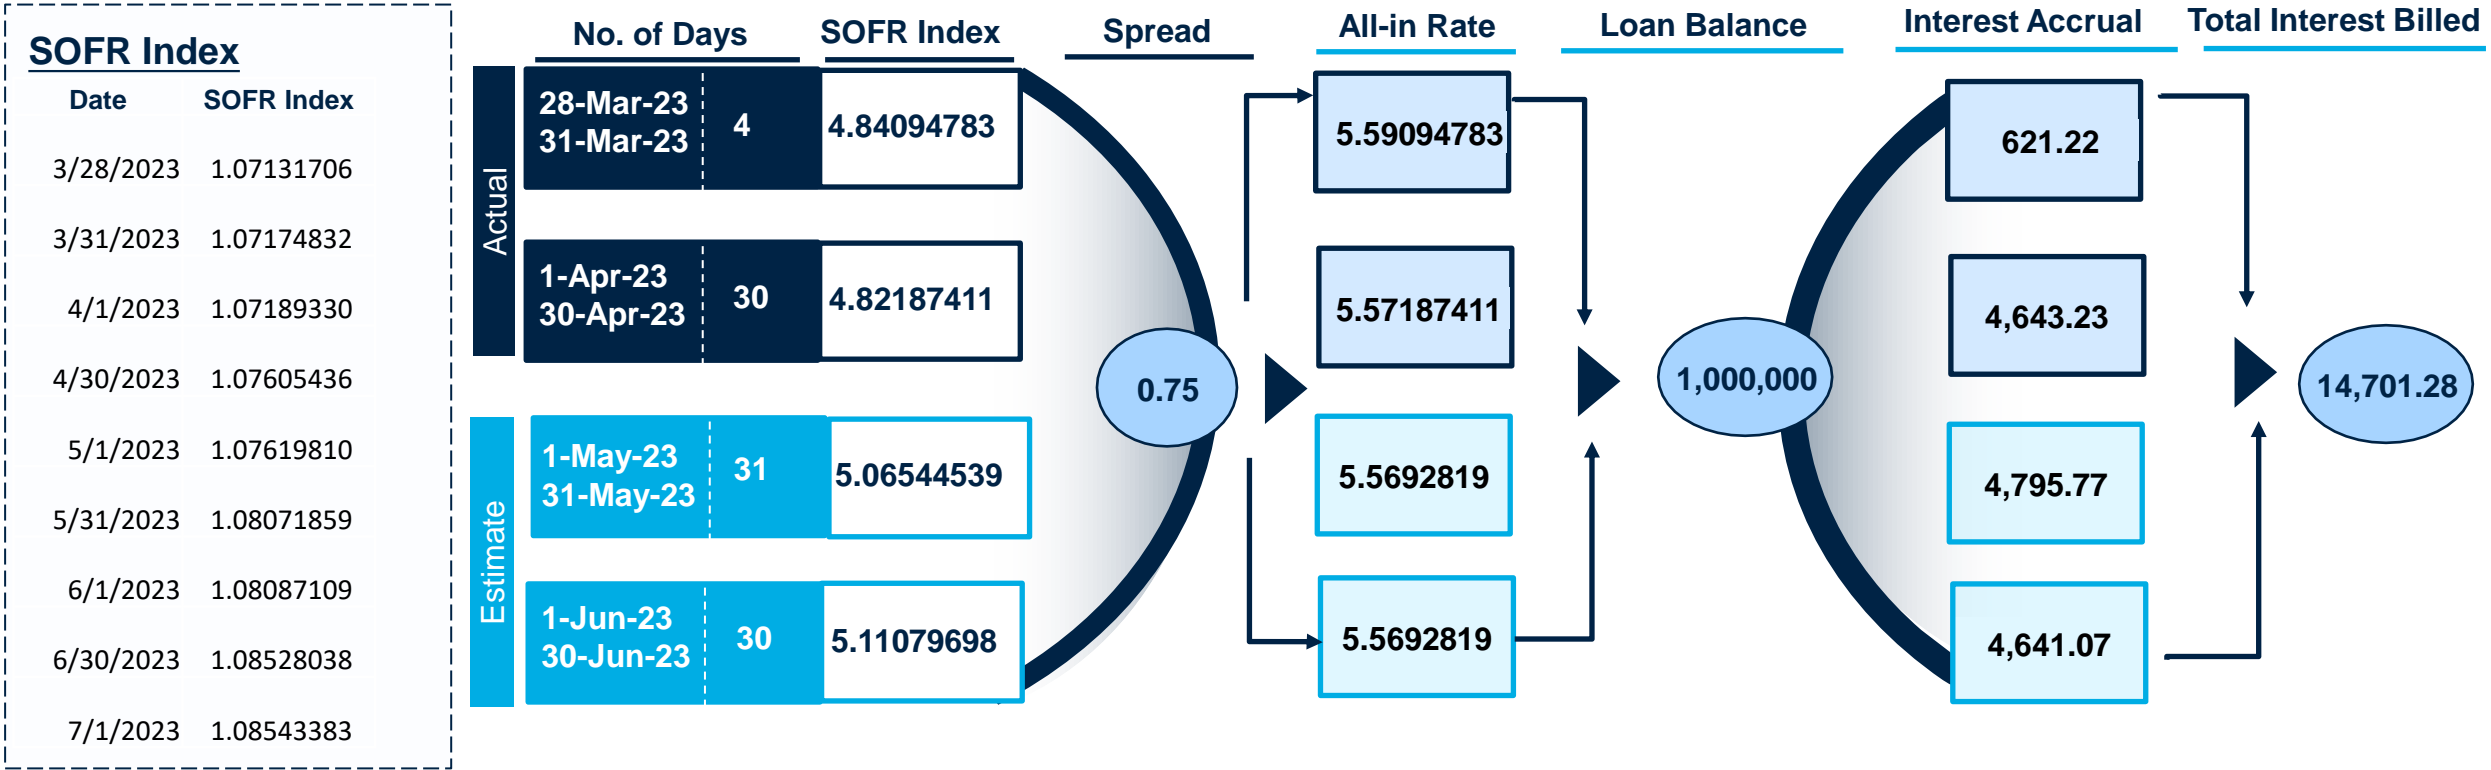 SOFR Index
Date SOFR Index
3/28/2023 1.07131706
3/31/2023 1.07174832
4/1/2023 1.07189330
4/30/2023 1.07605436
5/1/2023 1.07619810
5/31/2023 1.08071859
6/1/2023 1.08087109
6/30/2023 1.08528038
7/1/2023 1.08543383
No. of Days SOFR Index Spread All-in Rate Loan Balance Interest Accrual Total Interest Billed
Actual
28-Mar-23
31-Mar-23
4 4.84094783 5.59094783 621.22
1-Apr-23
30-Apr-23
30 4.82187411 5.57187411 4,643.23
0.75 1,000,000 14,701.28
Estimate
1-May-23
31-May-23
31 5.06544539 5.5692819 4,795.77
1-Jun-23
30-Jun-23
30 5.11079698 5.5692819 4,641.07